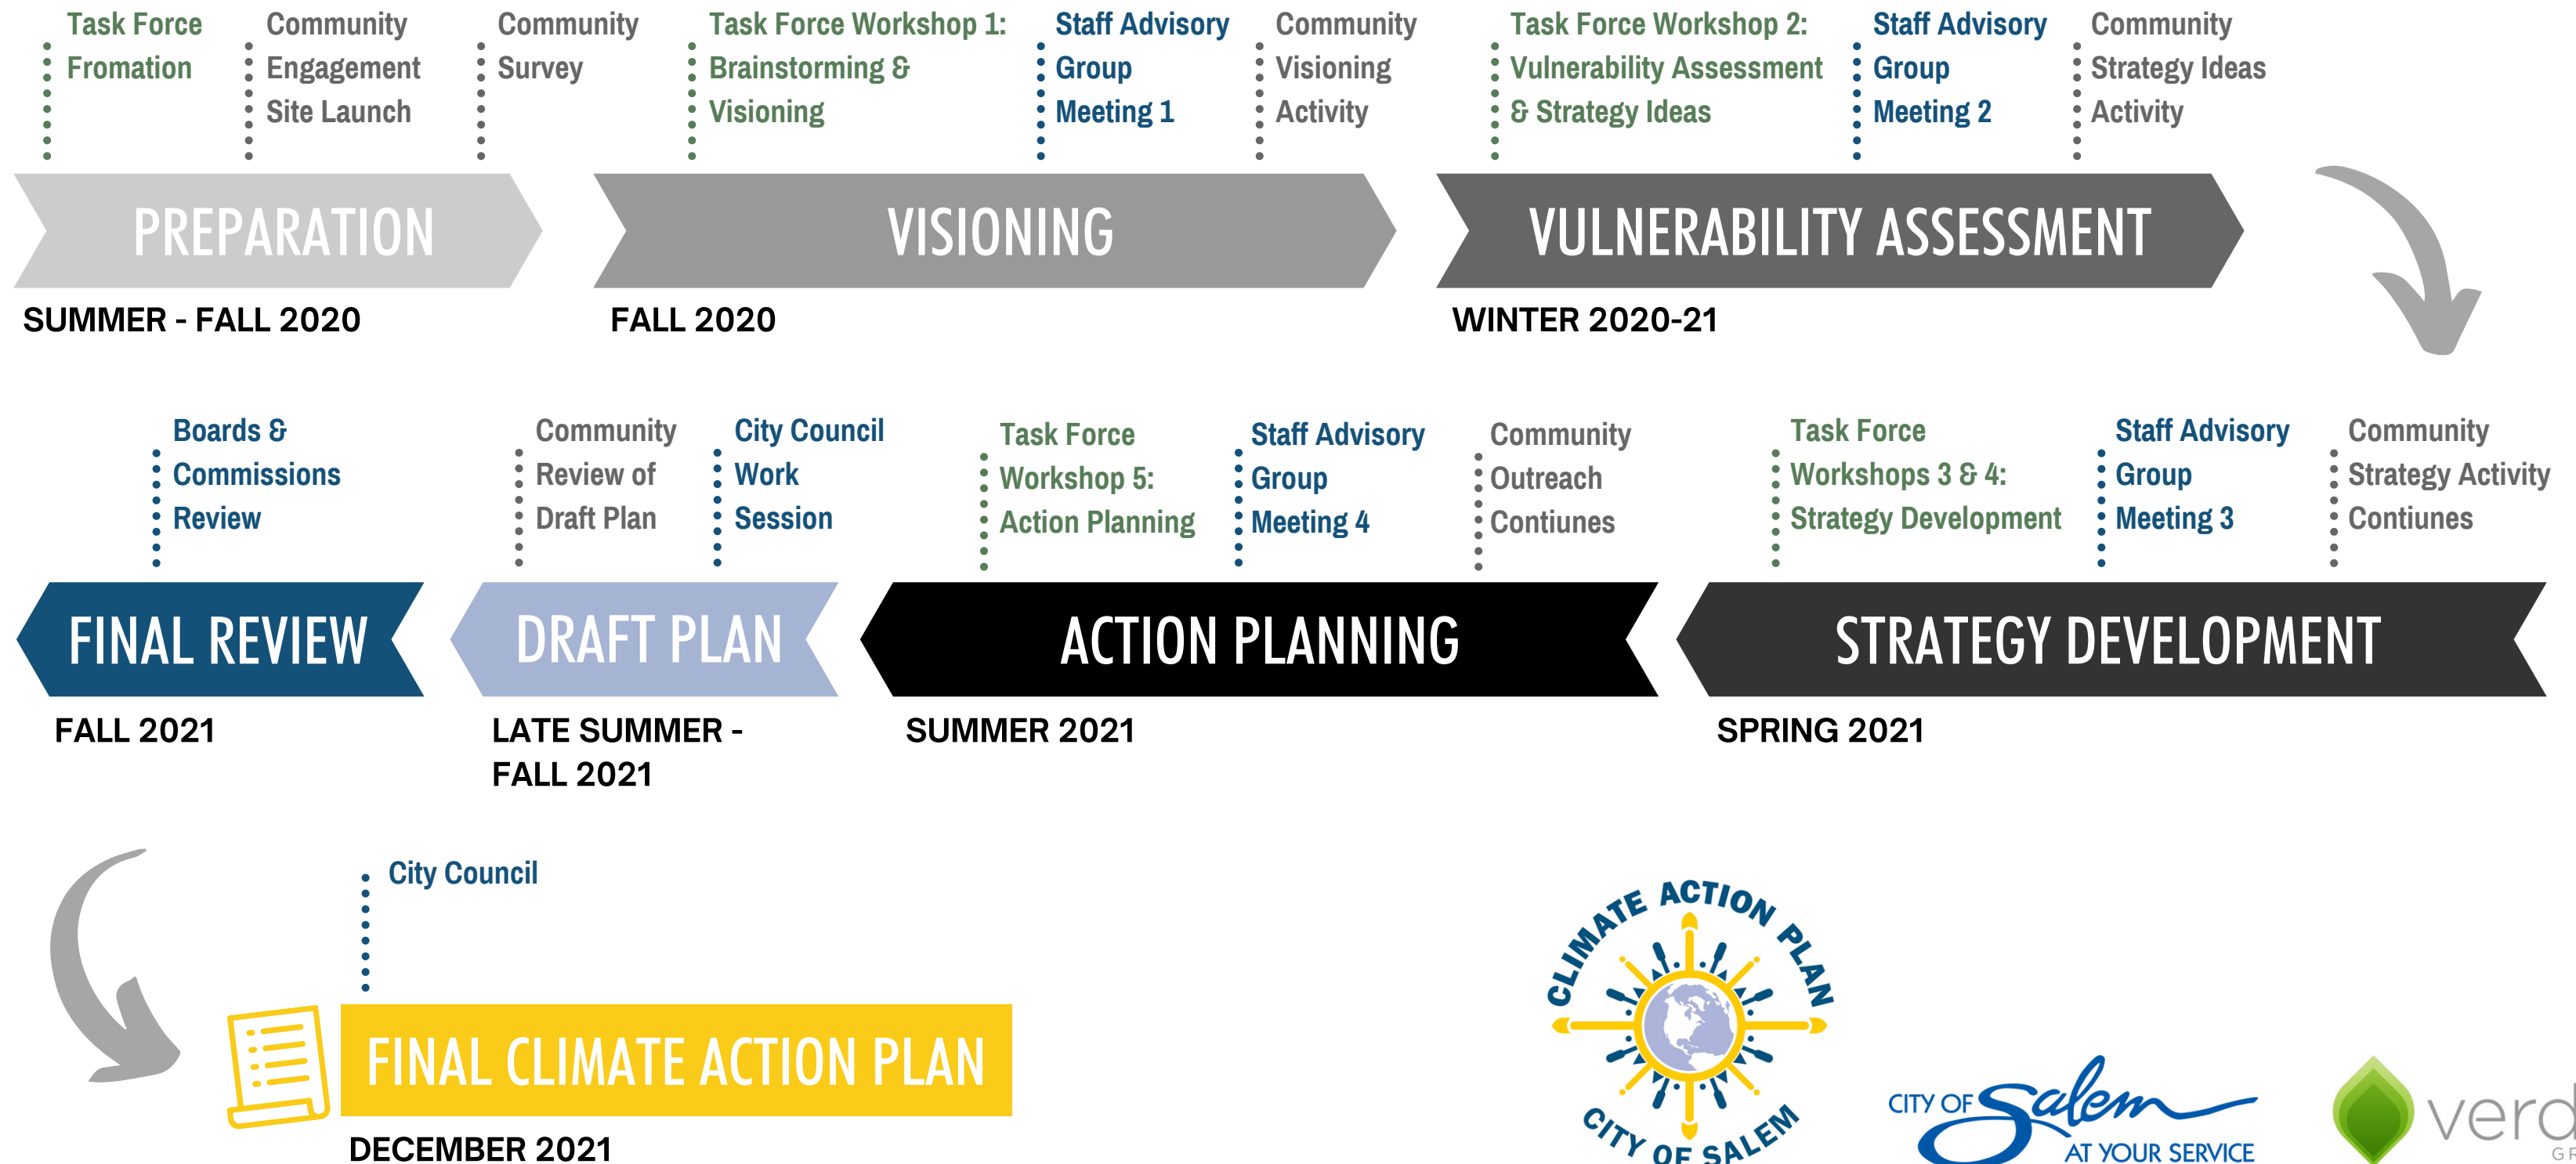 Task Force
Fromation
Community
Engagement
Site Launch
Community
Survey
Task Force Workshop 1:
Brainstorming &
Visioning
Staff Advisory
Group
Meeting 1
Community
Visioning
Activity
Task Force Workshop 2:
Vulnerability Assessment
& Strategy Ideas
Staff Advisory
Group
Meeting 2
Community
Strategy Ideas
Activity
PREPARATION
VISIONING
VULNERABILITY ASSESSMENT
SUMMER - FALL 2020
FALL 2020
WINTER 2020-21
Boards &
Commissions
Review
Community
Review of
Draft Plan
City Council
Work
Session
Task Force
Workshop 5:
Action Planning
Staff Advisory
Group
Meeting 4
Community
Outreach
Contiunes
Task Force
Workshops 3 & 4:
Strategy Development
Staff Advisory
Group
Meeting 3
Community
Strategy Activity
Contiunes
FINAL REVIEW
DRAFT PLAN
ACTION PLANNING
STRATEGY DEVELOPMENT
FALL 2021
LATE SUMMER -
FALL 2021
SUMMER 2021
SPRING 2021
City Council
FINAL CLIMATE ACTION PLAN
DECEMBER 2021
CLIMATE ACTION PLAN
CITY OF SALEM
CITY OF Salem
AT YOUR SERVICE